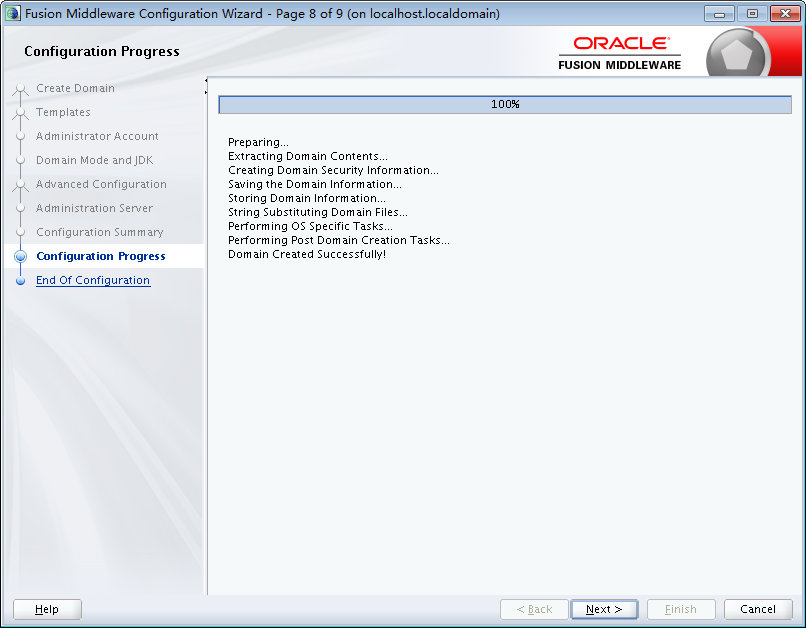 Fusion Middleware Configuration Wizard - Page 8 of 9 (on localhost.localdomain)
Configuration Progress
ORACLE®
FUSION MIDDLEWARE
Create Domain
Templates
Administrator Account
Domain Mode and JDK
Advanced Configuration
Administration Server
Configuration Summary
Configuration Progress
End Of Configuration
100%
Preparing...
Extracting Domain Contents...
Creating Domain Security Information...
Saving the Domain Information...
Storing Domain Information...
String Substituting Domain Files...
Performing OS Specific Tasks...
Performing Post Domain Creation Tasks...
Domain Created Successfully!
Help
< Back
Next >
Finish
Cancel